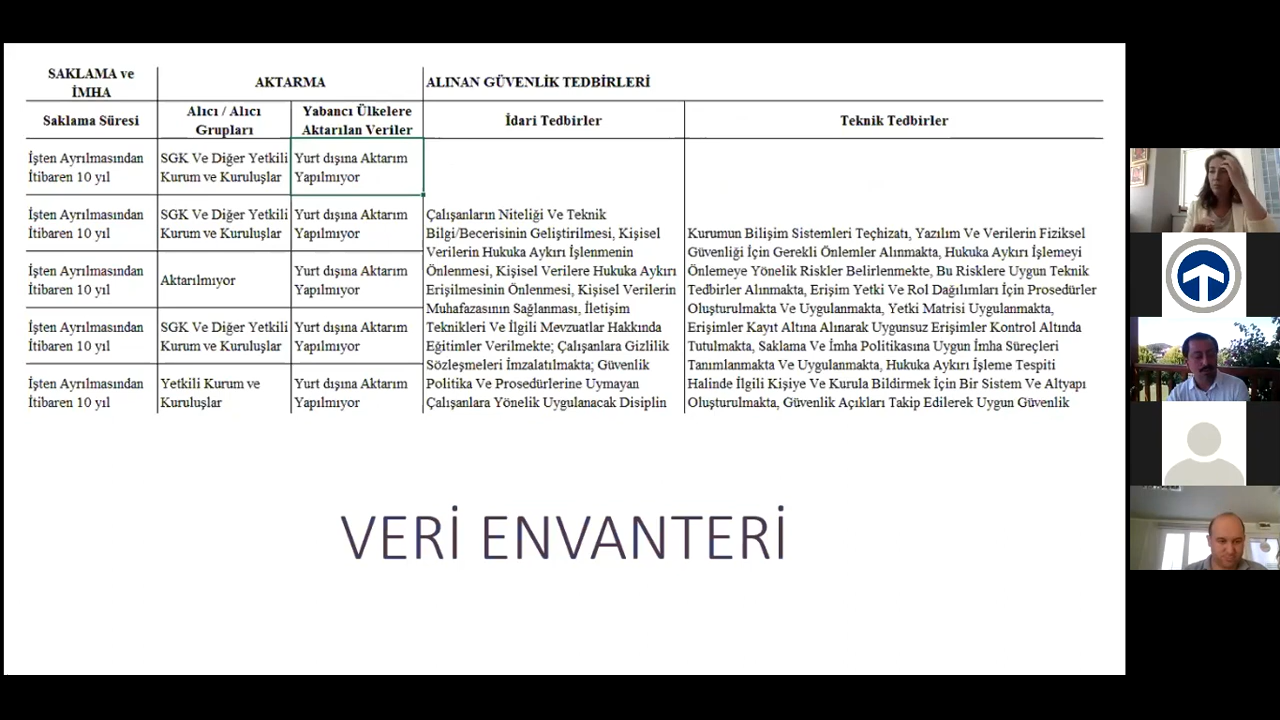 SAKLAMA ve
İMHA
AKTARMA
ALINAN GÜVENLİK TEDBİRLERİ
Saklama Süresi
Alıcı / Alıcı
Grupları
Yabancı Ülkelere
Aktarılan Veriler
İdari Tedbirler
Teknik Tedbirler
İşten Ayrılmasından
İtibaren 10 yıl
SGK Ve Diğer Yetkili
Kurum ve Kuruluşlar
Yurt dışına Aktarım
Yapılmıyor
İşten Ayrılmasından
İtibaren 10 yıl
SGK Ve Diğer Yetkili
Kurum ve Kuruluşlar
Yurt dışına Aktarım
Yapılmıyor
İşten Ayrılmasından
İtibaren 10 yıl
Aktarılmıyor
Yurt dışına Aktarım
Yapılmıyor
İşten Ayrılmasından
İtibaren 10 yıl
SGK Ve Diğer Yetkili
Kurum ve Kuruluşlar
Yurt dışına Aktarım
Yapılmıyor
İşten Ayrılmasından
İtibaren 10 yıl
Yetkili Kurum ve
Kuruluşlar
Yurt dışına Aktarım
Yapılmıyor
Çalışanların Niteliği Ve Teknik
Bilgi/Becerisinin Geliştirilmesi, Kişisel
Verilerin Hukuka Aykırı İşlenmenin
Önlenmesi, Kişisel Verilere Hukuka Aykırı
Erişilmesinin Önlenmesi, Kişisel Verilerin
Muhafazasının Sağlanması, İletişim
Teknikleri Ve İlgili Mevzuatlar Hakkında
Eğitimler Verilmekte; Çalışanlara Gizlilik
Sözleşmeleri İmzalatılmakta; Güvenlik
Politika Ve Prosedürlerine Uymayan
Çalışanlara Yönelik Uygulanacak Disiplin
Kurumun Bilişim Sistemleri Teçhizatı, Yazılım Ve Verilerin Fiziksel
Güvenliği İçin Gerekli Önlemler Alınmakta, Hukuka Aykırı İşlemeyi
Önlemeye Yönelik Riskler Belirlenmekte, Bu Risklere Uygun Teknik
Tedbirler Alınmakta, Erişim Yetki Ve Rol Dağılımları İçin Prosedürler
Oluşturulmakta Ve Uygulanmakta, Yetki Matrisi Uygulanmakta,
Erişimler Kayıt Altına Alınarak Uygunsuz Erişimler Kontrol Altında
Tutulmakta, Saklama Ve İmha Politikasına Uygun İmha Süreçleri
Tanımlanmakta Ve Uygulanmakta, Hukuka Aykırı İşleme Tespiti
Halinde İlgili Kişiye Ve Kurula Bildirmek İçin Bir Sistem Ve Altyapı
Oluşturulmakta, Güvenlik Açıkları Takip Edilerek Uygun Güvenlik
VERİ ENVANTERİ